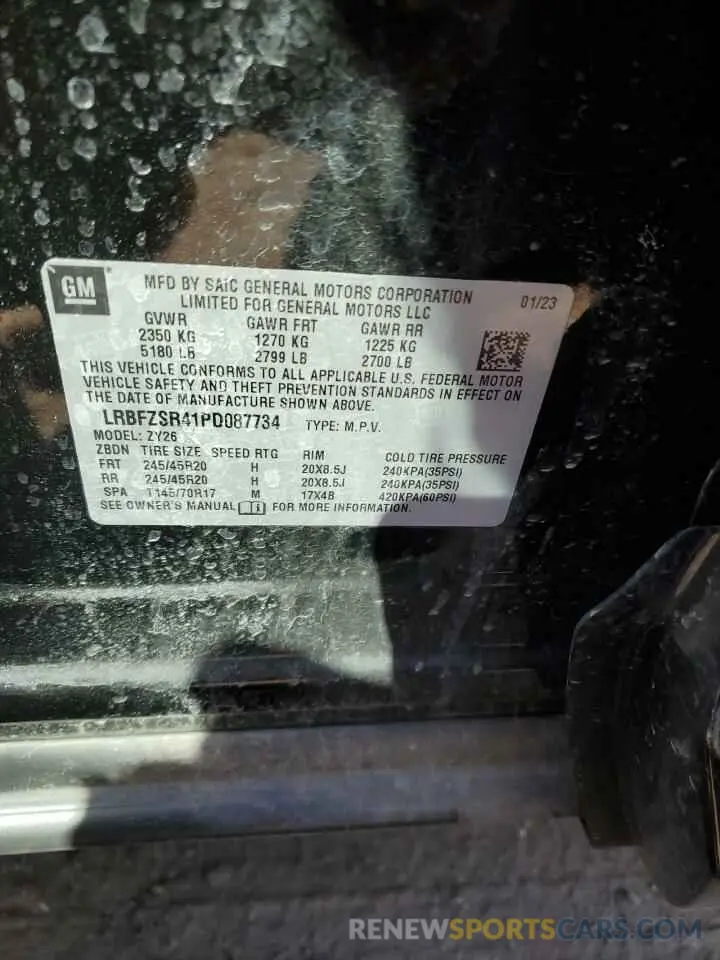 GM
MFD BY SAIC GENERAL MOTORS CORPORATION 01/23
LIMITED FOR GENERAL MOTORS LLC
GVWR GAWR FRT GAWR RR
2350 KG 1270 KG 1225 KG
5180 LB 2799 LB 2700 LB
THIS VEHICLE CONFORMS TO ALL APPLICABLE U.S. FEDERAL MOTOR
VEHICLE SAFETY AND THEFT PREVENTION STANDARDS IN EFFECT ON
THE DATE OF MANUFACTURE SHOWN ABOVE.
LRBFZSR41PD087734 TYPE: M.P.V.
MODEL: ZY26
ZBDN TIRE SIZE SPEED RTG RIM COLD TIRE PRESSURE
FRT 245/45R20 H 20X8.5J 240KPA(35PSI)
RR 245/45R20 H 20X8.5J 240KPA(35PSI)
SPA T145/70R17 M 17X4B 420KPA(60PSI)
SEE OWNER'S MANUAL FOR MORE INFORMATION.
RENEWSPORTSCARS.COM